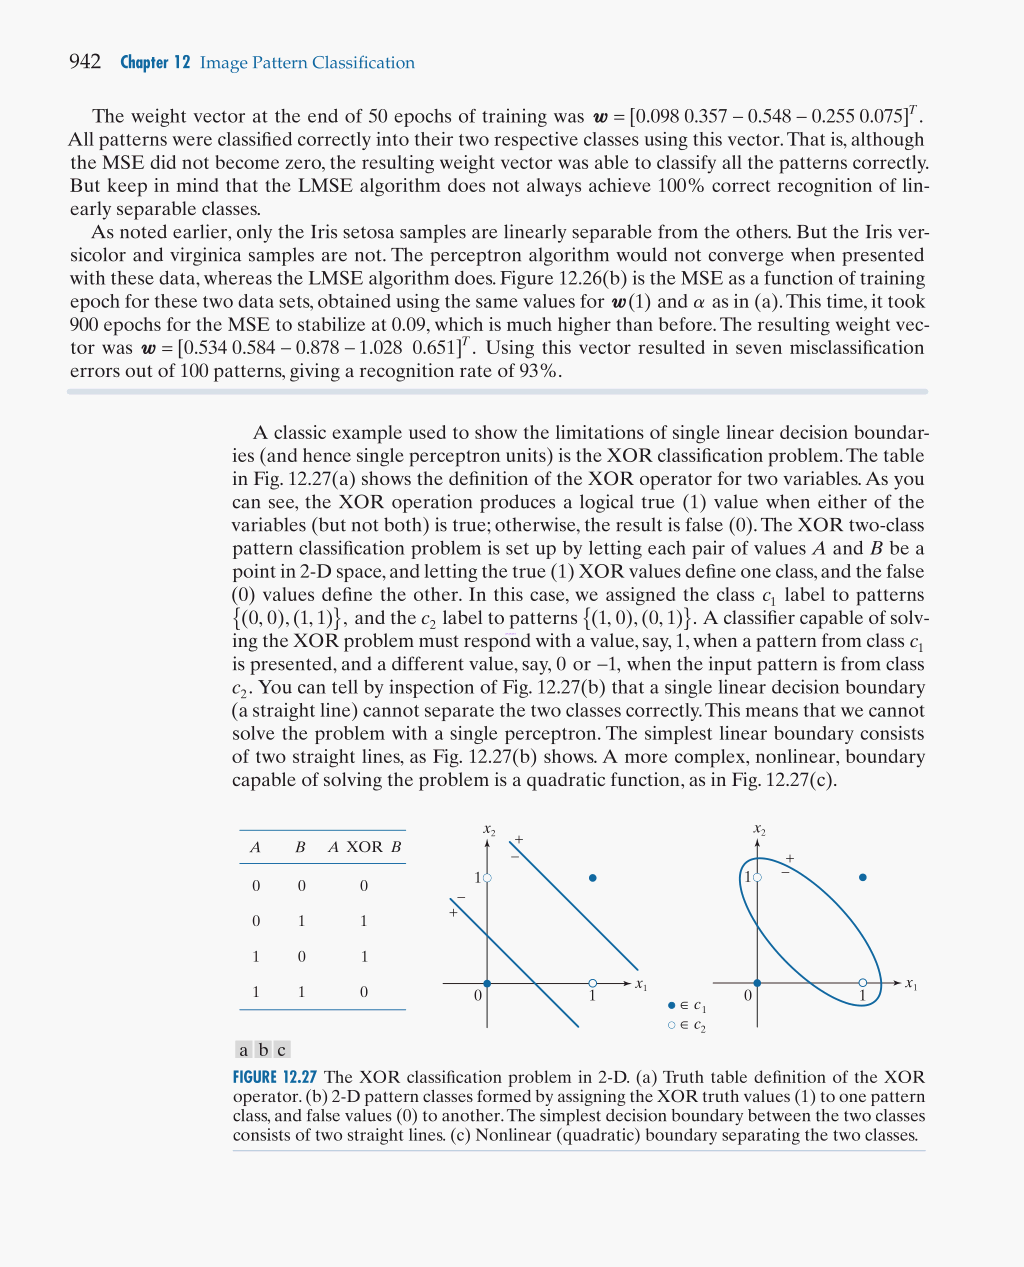 942 Chapter 12 Image Pattern Classification
The weight vector at the end of 50 epochs of training was w = [0.098 0.357 − 0.548 − 0.255 0.075]ᵀ.
All patterns were classified correctly into their two respective classes using this vector. That is, although
the MSE did not become zero, the resulting weight vector was able to classify all the patterns correctly.
But keep in mind that the LMSE algorithm does not always achieve 100% correct recognition of lin-
early separable classes.
As noted earlier, only the Iris setosa samples are linearly separable from the others. But the Iris ver-
sicolor and virginica samples are not. The perceptron algorithm would not converge when presented
with these data, whereas the LMSE algorithm does. Figure 12.26(b) is the MSE as a function of training
epoch for these two data sets, obtained using the same values for w(1) and α as in (a). This time, it took
900 epochs for the MSE to stabilize at 0.09, which is much higher than before. The resulting weight vec-
tor was w = [0.534 0.584 − 0.878 − 1.028 0.651]ᵀ. Using this vector resulted in seven misclassification
errors out of 100 patterns, giving a recognition rate of 93%.
A classic example used to show the limitations of single linear decision boundar-
ies (and hence single perceptron units) is the XOR classification problem. The table
in Fig. 12.27(a) shows the definition of the XOR operator for two variables. As you
can see, the XOR operation produces a logical true (1) value when either of the
variables (but not both) is true; otherwise, the result is false (0). The XOR two-class
pattern classification problem is set up by letting each pair of values A and B be a
point in 2-D space, and letting the true (1) XOR values define one class, and the false
(0) values define the other. In this case, we assigned the class c₁ label to patterns
{(0, 0), (1, 1)}, and the c₂ label to patterns {(1, 0), (0, 1)}. A classifier capable of solv-
ing the XOR problem must respond with a value, say, 1, when a pattern from class c₁
is presented, and a different value, say, 0 or −1, when the input pattern is from class
c₂. You can tell by inspection of Fig. 12.27(b) that a single linear decision boundary
(a straight line) cannot separate the two classes correctly. This means that we cannot
solve the problem with a single perceptron. The simplest linear boundary consists
of two straight lines, as Fig. 12.27(b) shows. A more complex, nonlinear, boundary
capable of solving the problem is a quadratic function, as in Fig. 12.27(c).
A B A XOR B
0 0 0
0 1 1
1 0 1
1 1 0
x₂
+
−
1
−
+
0
1
x₁
∈ c₁
∈ c₂
x₂
+
−
1
0
1
x₁
a b c
FIGURE 12.27 The XOR classification problem in 2-D. (a) Truth table definition of the XOR
operator. (b) 2-D pattern classes formed by assigning the XOR truth values (1) to one pattern
class, and false values (0) to another. The simplest decision boundary between the two classes
consists of two straight lines. (c) Nonlinear (quadratic) boundary separating the two classes.